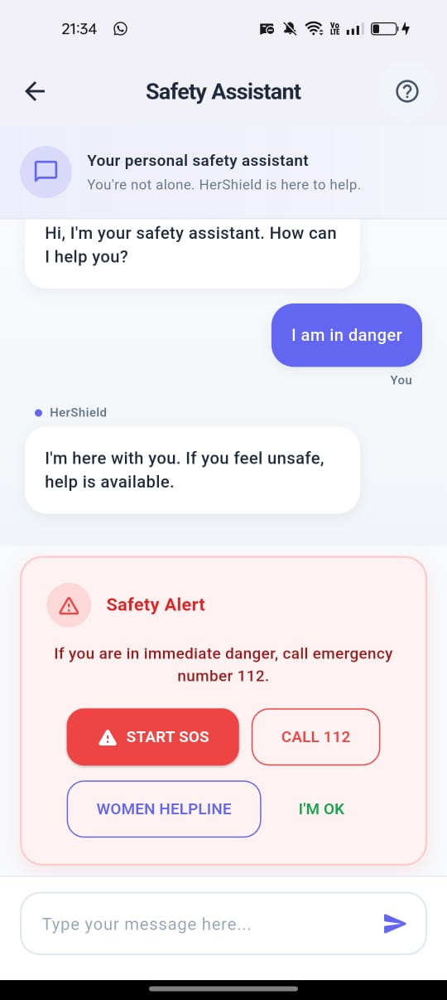 21:34
Vo
LTE
Safety Assistant
Your personal safety assistant
You're not alone. HerShield is here to help.
Hi, I'm your safety assistant. How can
I help you?
I am in danger
You
HerShield
I'm here with you. If you feel unsafe,
help is available.
Safety Alert
If you are in immediate danger, call emergency
number 112.
START SOS
CALL 112
WOMEN HELPLINE
I'M OK
Type your message here...